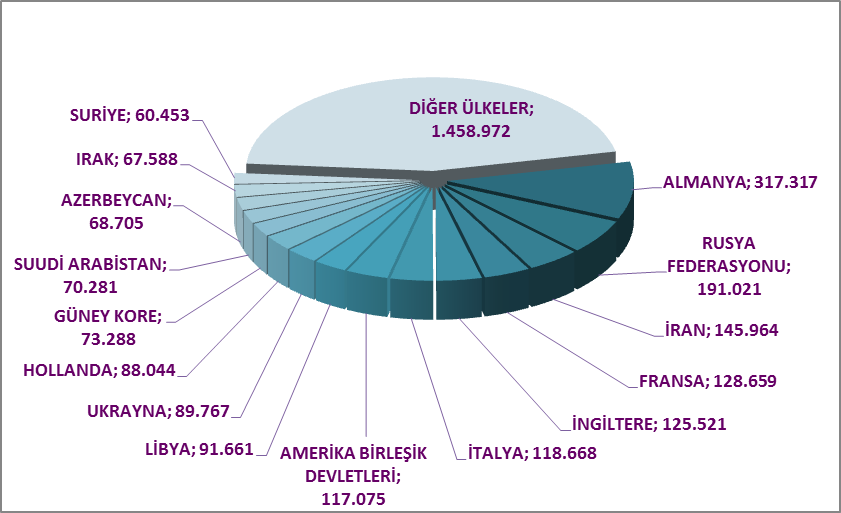 DİĞER ÜLKELER;
1.458.972
ALMANYA; 317.317
RUSYA
FEDERASYONU;
191.021
İRAN; 145.964
FRANSA; 128.659
İNGİLTERE; 125.521
İTALYA; 118.668
AMERİKA BİRLEŞİK
DEVLETLERİ;
117.075
LİBYA; 91.661
UKRAYNA; 89.767
HOLLANDA; 88.044
GÜNEY KORE;
73.288
SUUDİ ARABİSTAN;
70.281
AZERBEYCAN;
68.705
IRAK; 67.588
SURİYE; 60.453